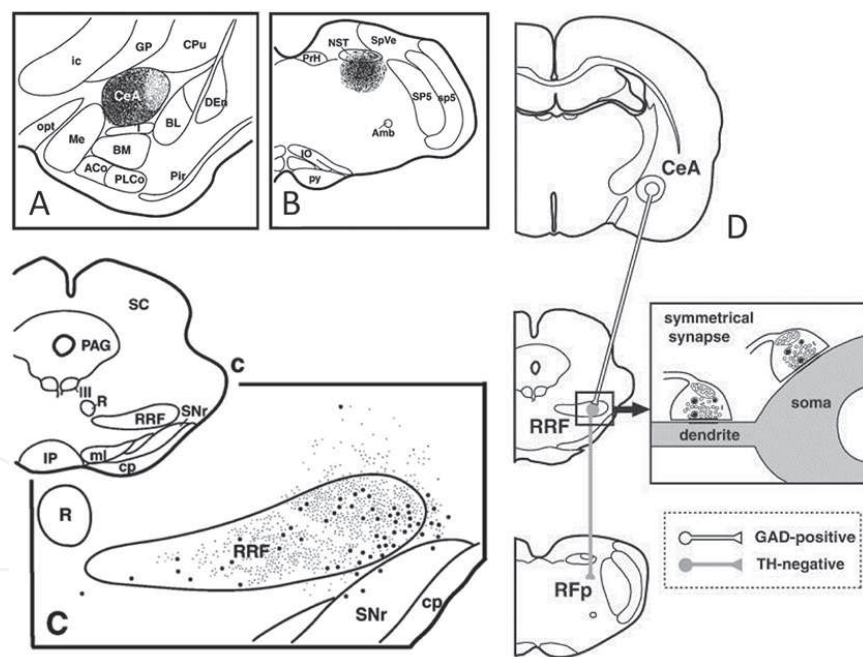 GP
CPu
ic
CeA
DEn
opt
I
BL
Me
BM
ACo
PLCo
Pir
A
NST
SpVe
PrH
SP5
sp5
Amb
IO
py
B
CeA
D
SC
PAG
III
R
SNr
RRF
IP
ml
cp
c
R
RRF
SNr
cp
C
RRF
symmetrical
synapse
soma
dendrite
RFp
GAD-positive
TH-negative